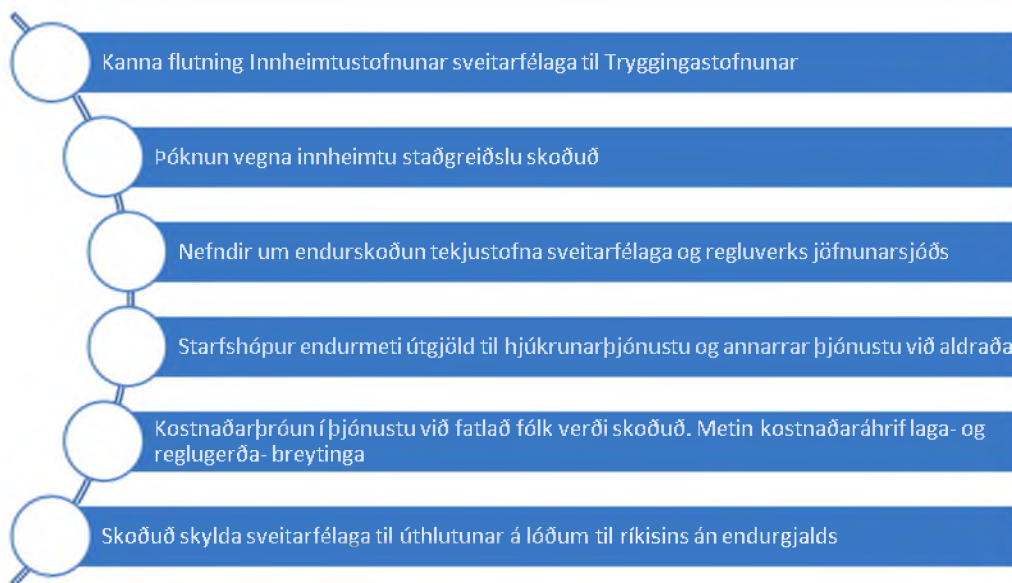 Kanna flutning Innheimtustofnunar sveitarfélaga til Tryggingastofnunar
Þóknun vegna innheimtu staðgreiðslu skoðuð
Nefndir um endurskoðun tekjustofna sveitarfélaga og regluverks jöfnunarsjóðs
Starfshópur endurmeti útgjöld til hjúkrunarþjónustu og annarrar þjónustu við aldraða
Kostnaðarþróun í þjónustu við fatlað fólk verði skoðuð. Metin kostnaðaráhrif laga- og
reglugerða- breytinga
Skoðuð skylda sveitarfélaga til úthlutunar á lóðum til ríkisins án endurgjalds